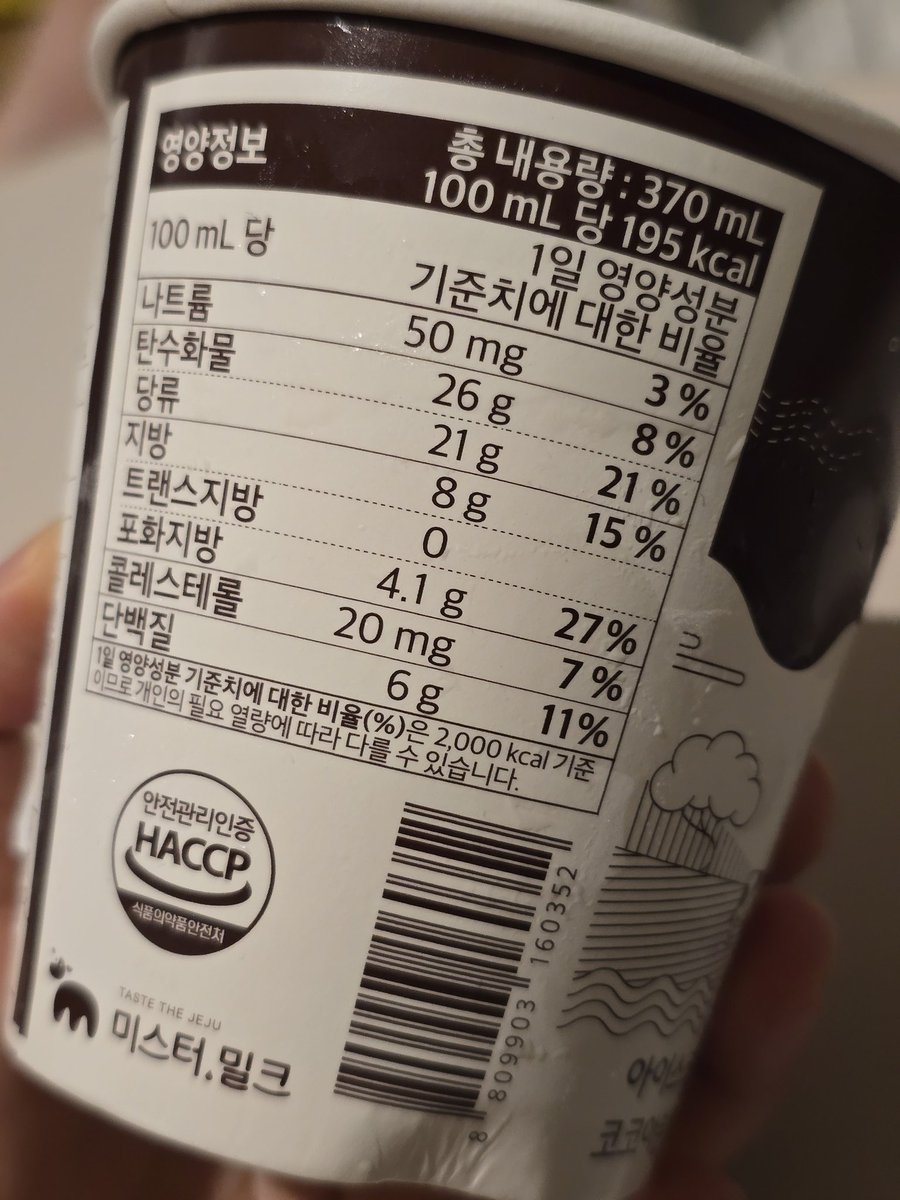 영양정보
총 내용량 : 370 mL
100 mL 당 195 kcal
100 mL 당
1일 영양성분
기준치에 대한 비율
나트륨 50 mg 3 %
탄수화물 26 g 8 %
당류 21 g 21 %
지방 8 g 15 %
트랜스지방 0
포화지방 4.1 g 27%
콜레스테롤 20 mg 7 %
단백질 6 g 11%
1일 영양성분 기준치에 대한 비율(%)은 2,000 kcal 기준
이므로 개인의 필요 열량에 따라 다를 수 있습니다.
안전관리인증
HACCP
식품의약품안전처
8 809903 160352
TASTE THE JEJU
미스터.밀크